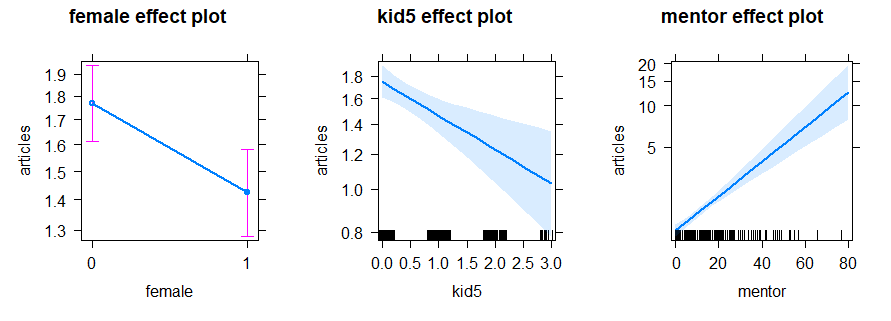 female effect plot
articles
1.9
1.8
1.7
1.6
1.5
1.4
1.3
0
1
female
kid5 effect plot
articles
1.8
1.6
1.4
1.2
1.0
0.8
0.0 0.5 1.0 1.5 2.0 2.5 3.0
kid5
mentor effect plot
articles
20
15
10
5
0 20 40 60 80
mentor